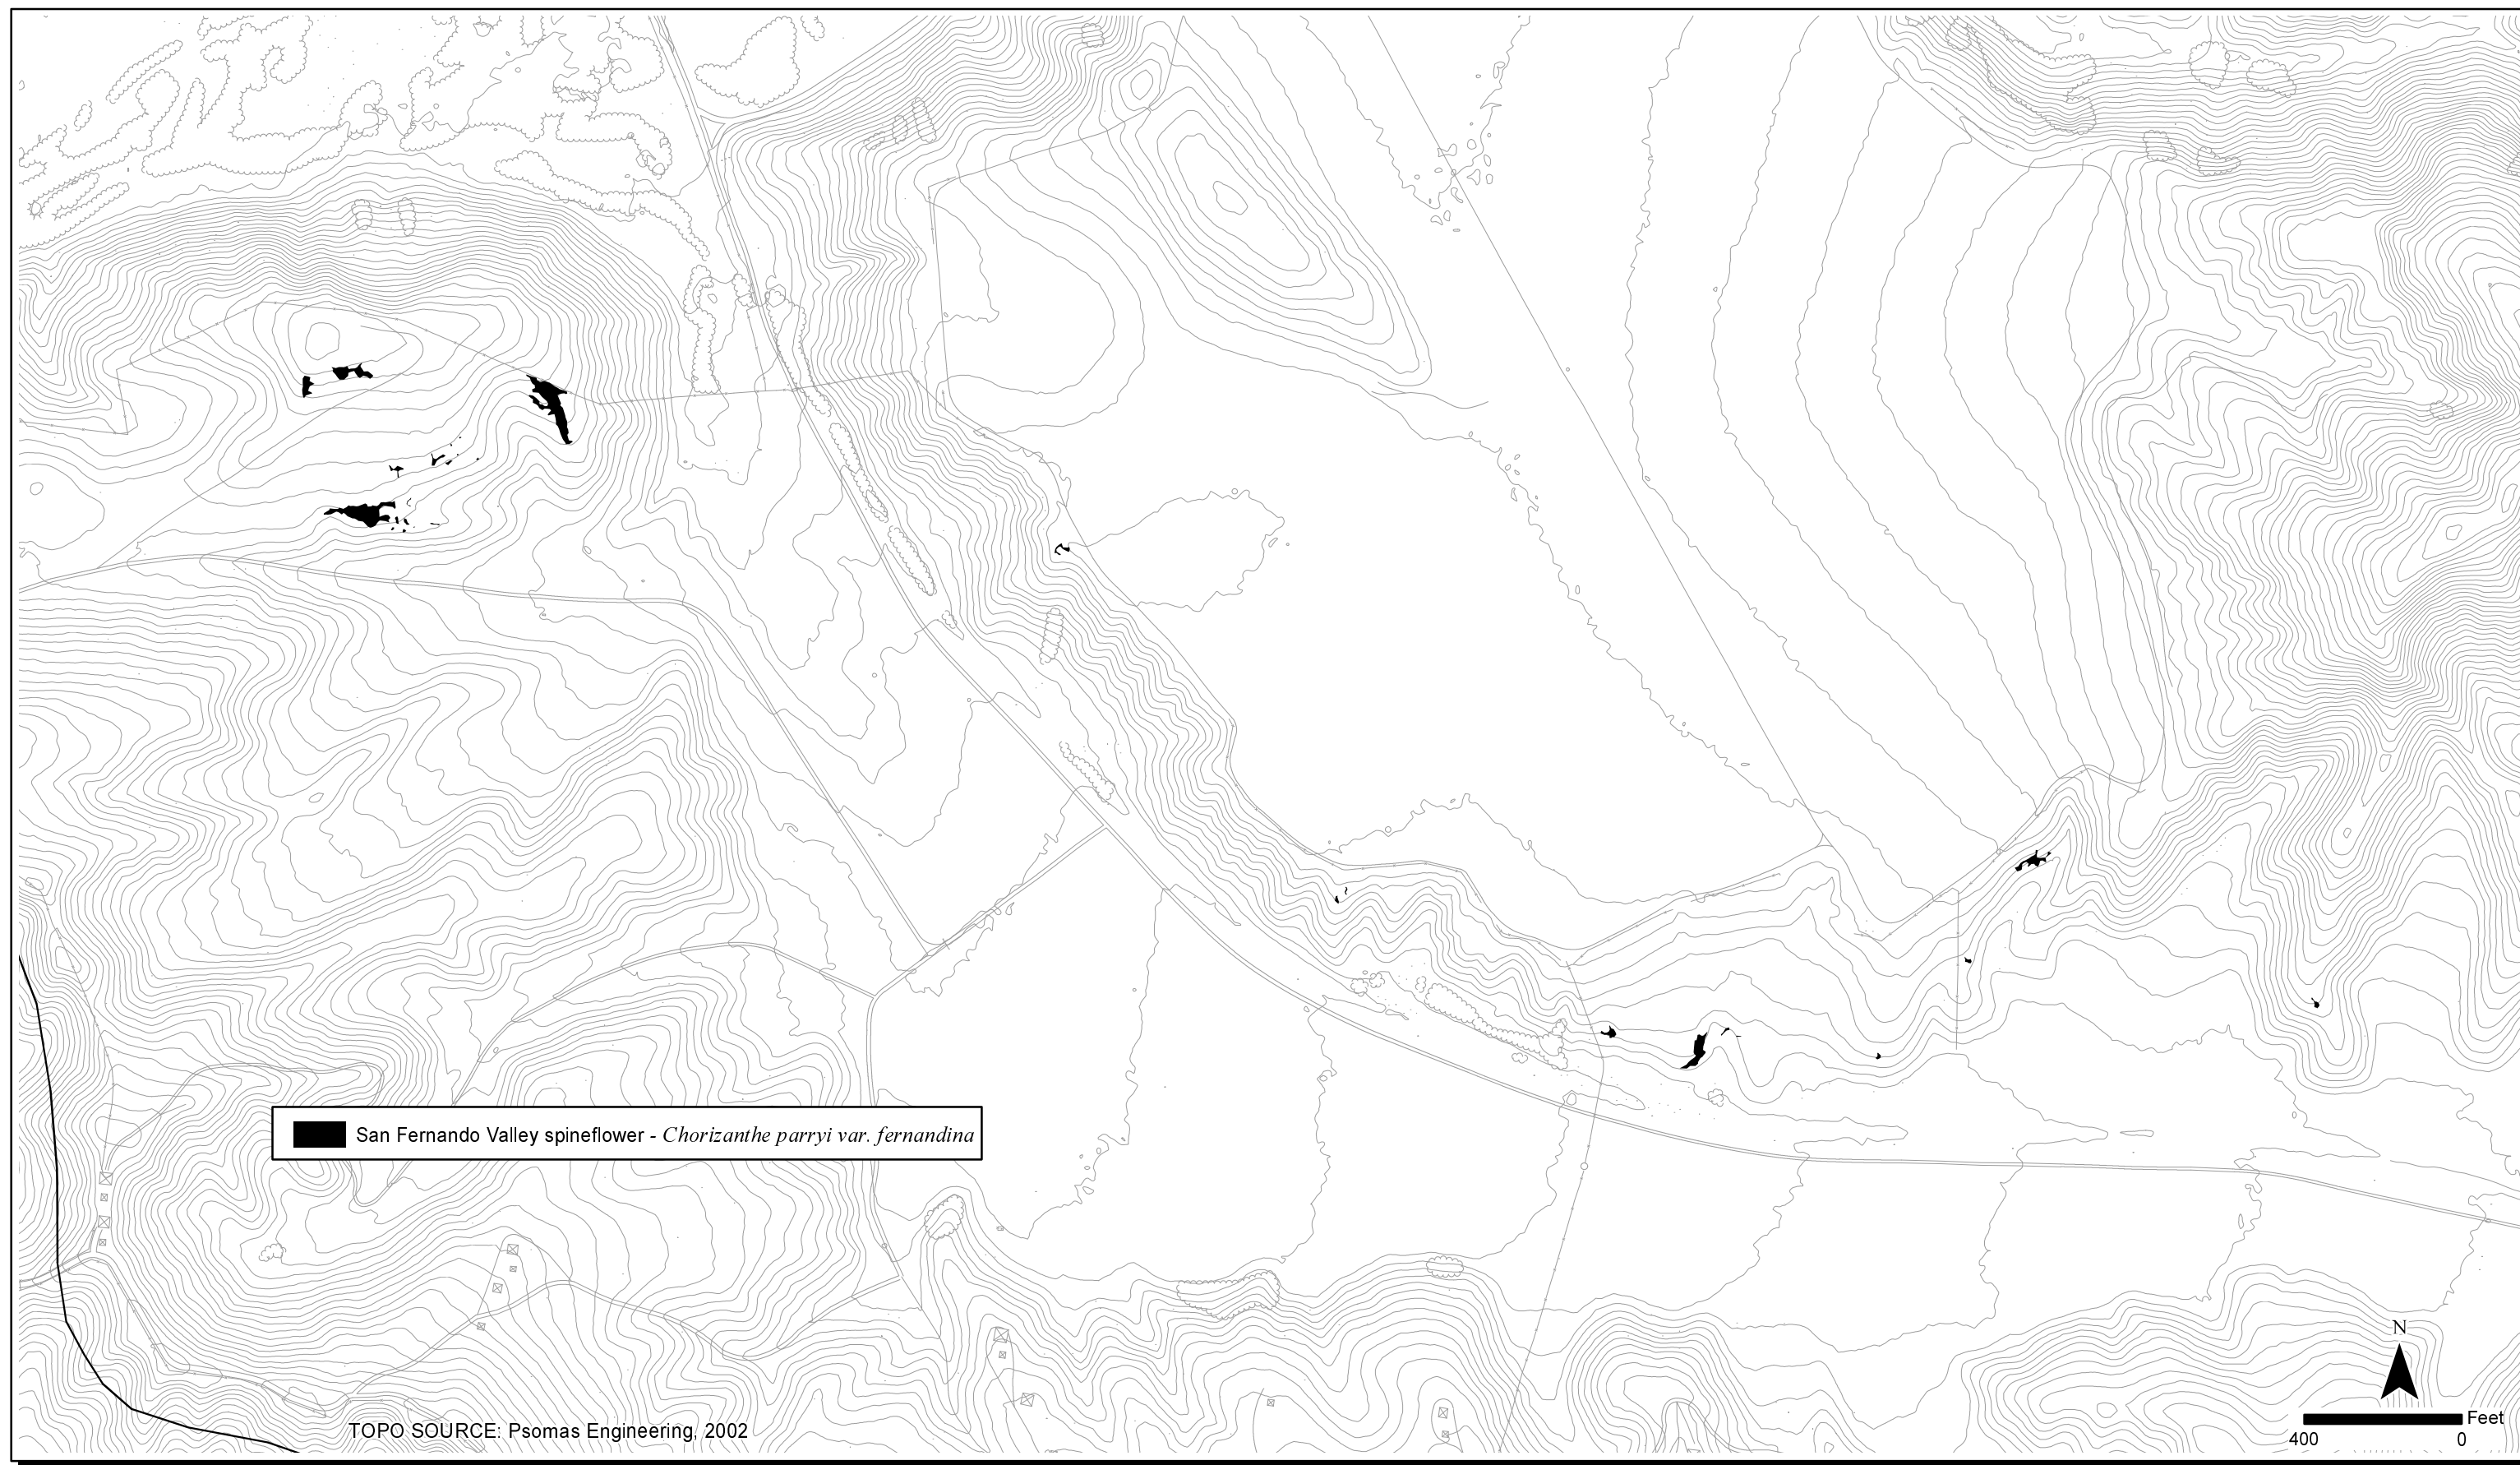 San Fernando Valley spineflower - Chorizanthe parryi var. fernandina
N
Feet
400 0
TOPO SOURCE: Psomas Engineering, 2002